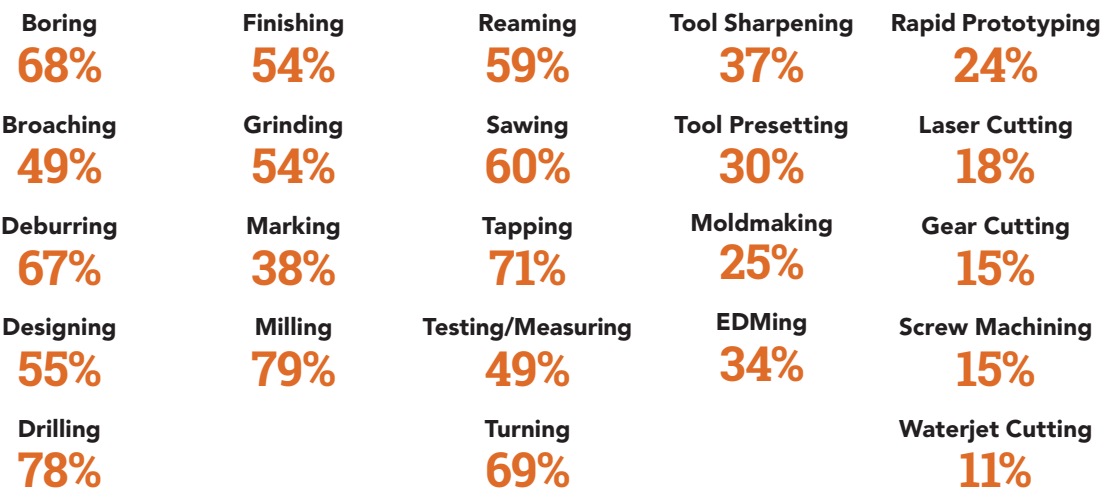 Boring
68%
Broaching
49%
Deburring
67%
Designing
55%
Drilling
78%
Finishing
54%
Grinding
54%
Marking
38%
Milling
79%
Reaming
59%
Sawing
60%
Tapping
71%
Testing/Measuring
49%
Turning
69%
Tool Sharpening
37%
Tool Presetting
30%
Moldmaking
25%
EDMing
34%
Rapid Prototyping
24%
Laser Cutting
18%
Gear Cutting
15%
Screw Machining
15%
Waterjet Cutting
11%